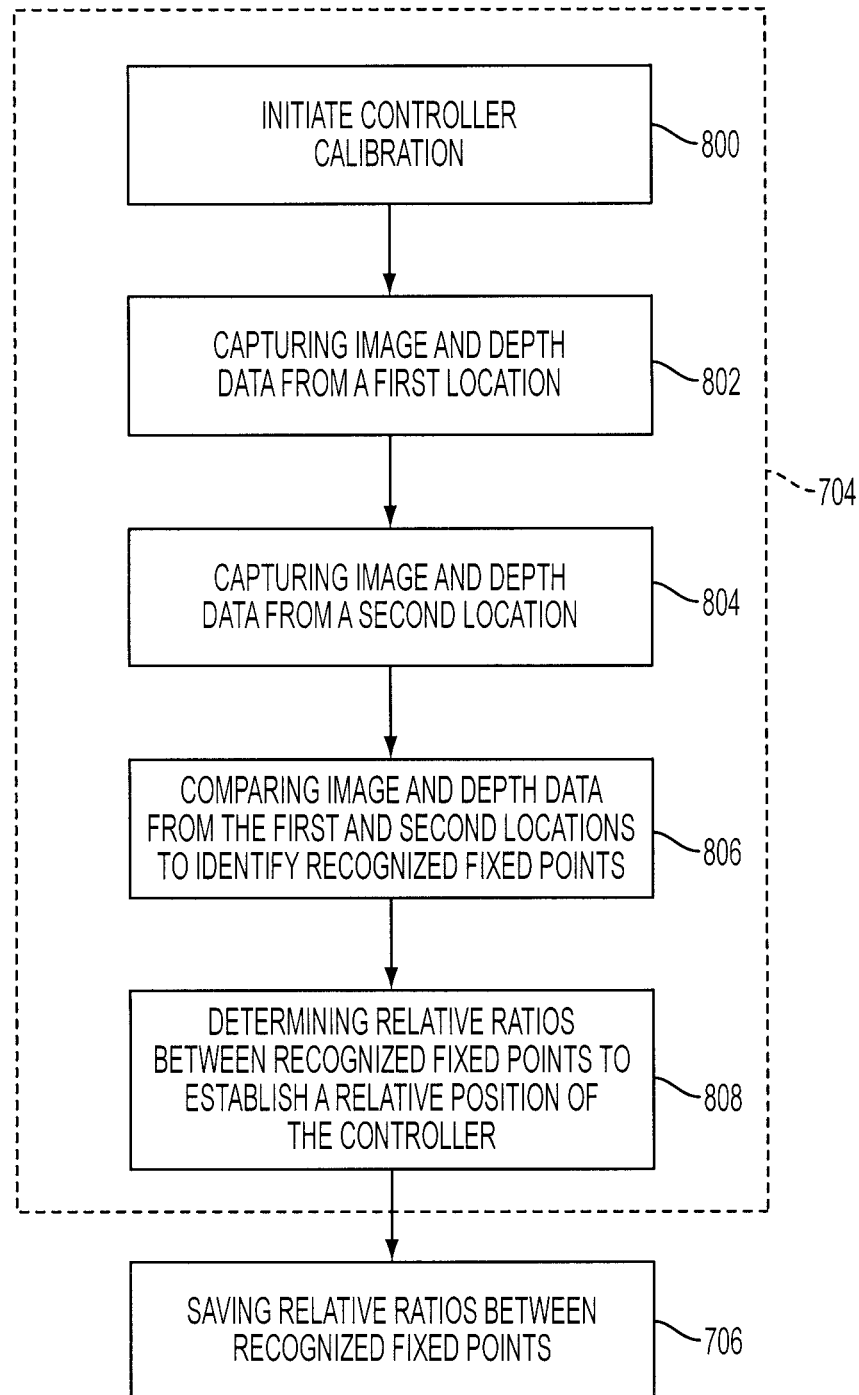 INITIATE CONTROLLER
CALIBRATION
800
CAPTURING IMAGE AND DEPTH
DATA FROM A FIRST LOCATION
802
704
CAPTURING IMAGE AND DEPTH
DATA FROM A SECOND LOCATION
804
COMPARING IMAGE AND DEPTH DATA
FROM THE FIRST AND SECOND LOCATIONS
TO IDENTIFY RECOGNIZED FIXED POINTS
806
DETERMINING RELATIVE RATIOS
BETWEEN RECOGNIZED FIXED POINTS TO
ESTABLISH A RELATIVE POSITION OF
THE CONTROLLER
808
SAVING RELATIVE RATIOS BETWEEN
RECOGNIZED FIXED POINTS
706